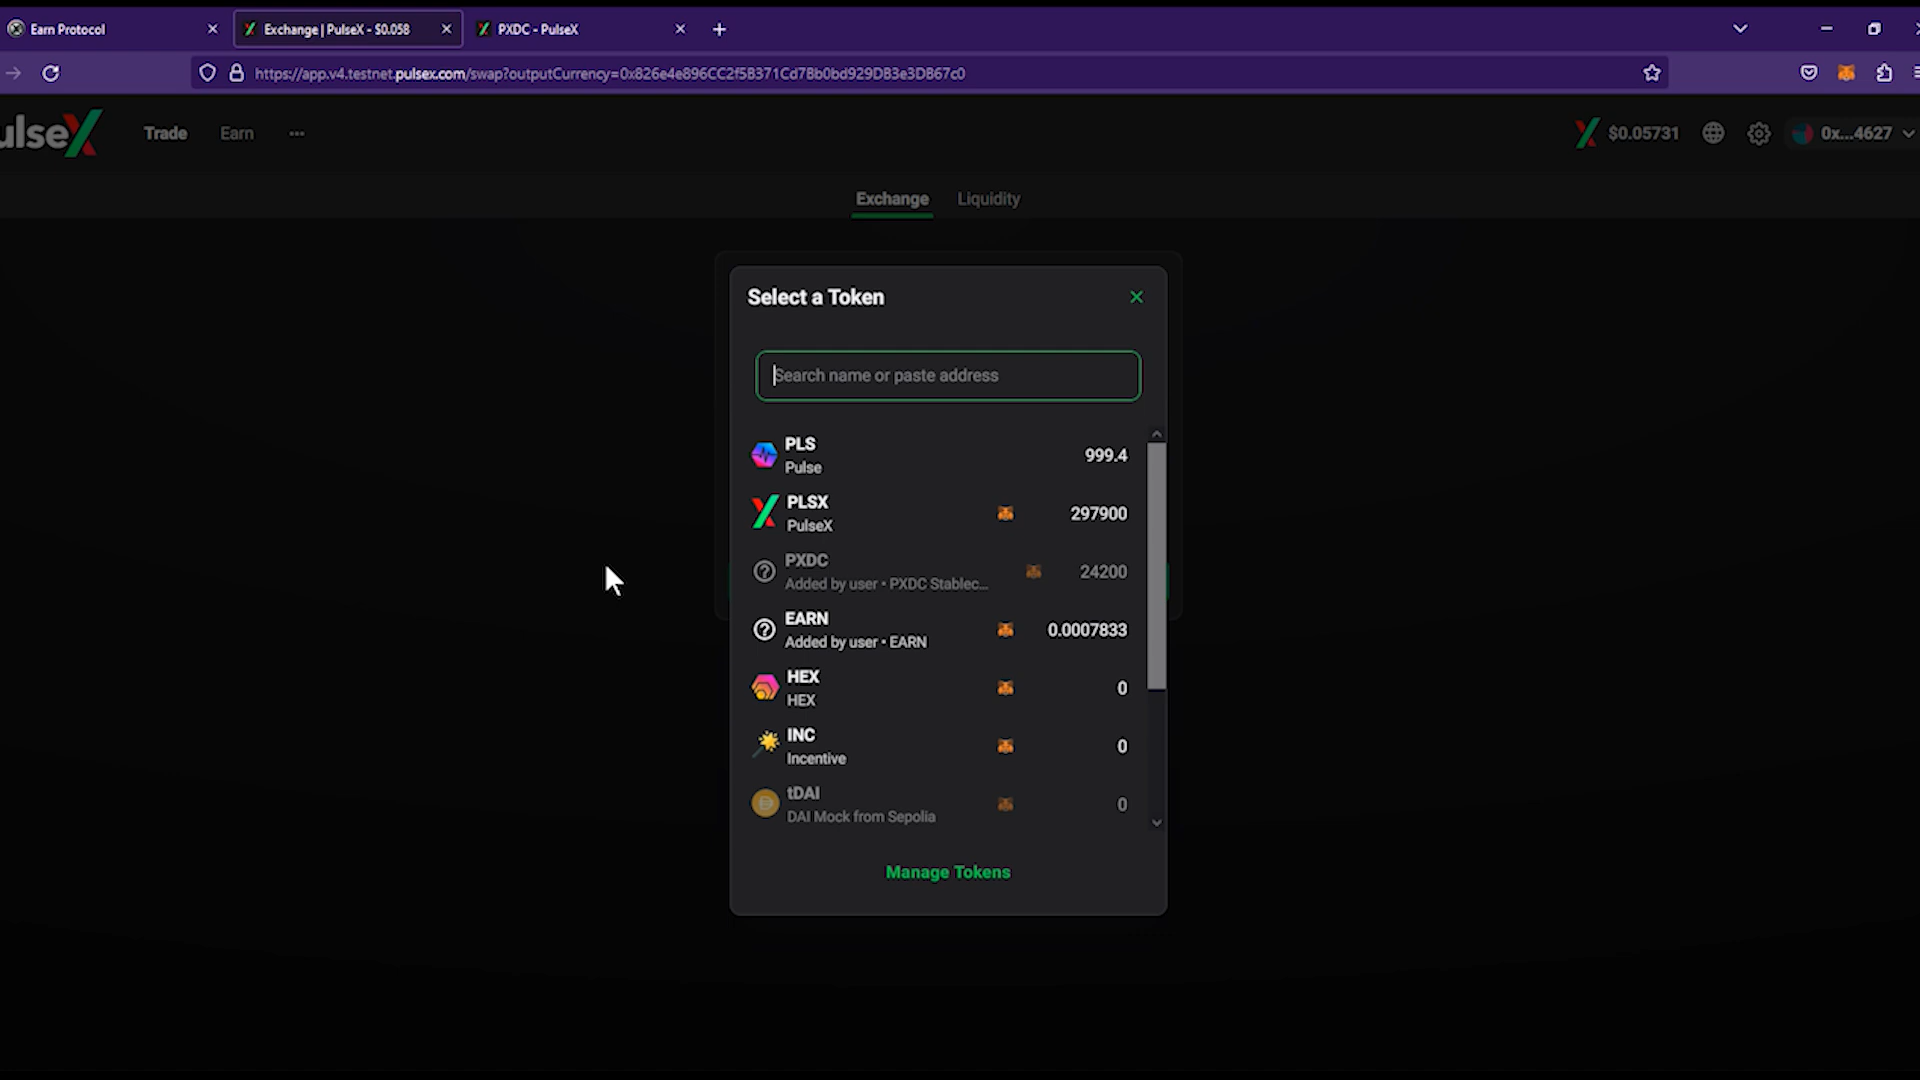 Earn Protocol
Exchange | PulseX - $0.058
PXDC - PulseX
https://app.v4.testnet.pulsex.com/swap?outputCurrency=0x826e4e896CC2f5B371Cd7Bb0bd929DB3e3DB67c0
ulseX
Trade
Earn
$0.05731
0x...4627
Exchange
Liquidity
Select a Token
Search name or paste address
PLS
Pulse
999.4
PLSX
PulseX
297900
PXDC
Added by user • PXDC Stablec...
24200
EARN
Added by user • EARN
0.0007833
HEX
HEX
0
INC
Incentive
0
tDAI
DAI Mock from Sepolia
0
Manage Tokens